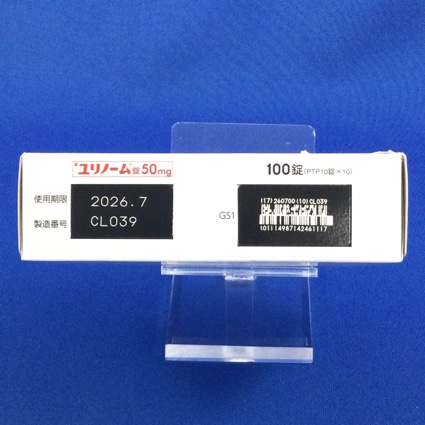 ユリノーム錠50mg
100錠(PTP10錠×10)
使用期限 2026.7
製造番号 CL039
GS1
(17)260700(10)CL039
(01)14987142461117